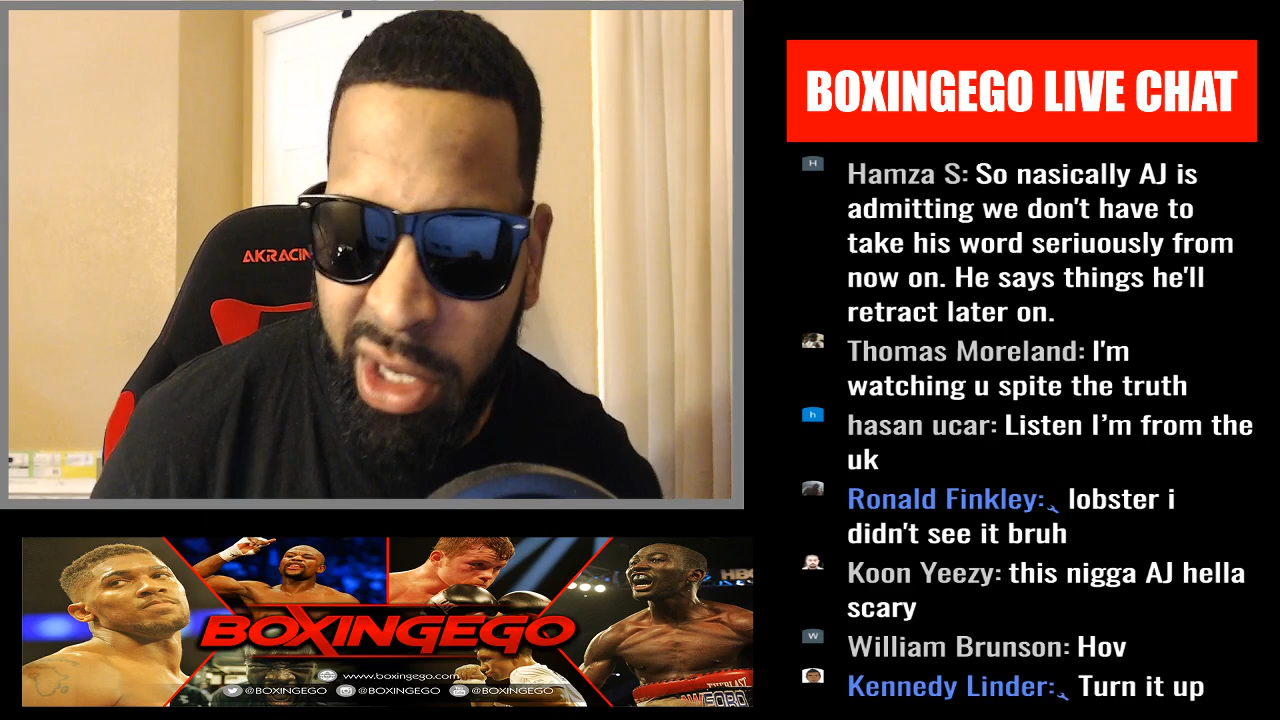 BOXINGEGO LIVE CHAT
AKRACIN
H
Hamza S: So nasically AJ is
admitting we don't have to
take his word seriuously from
now on. He says things he'll
retract later on.
Thomas Moreland: I'm
watching u spite the truth
h
hasan ucar: Listen I’m from the
uk
Ronald Finkley: lobster i
didn't see it bruh
Koon Yeezy: this nigga AJ hella
scary
W
William Brunson: Hov
Kennedy Linder: Turn it up
HBO
BOXINGEGO
www.boxingego.com
@BOXINGEGO @BOXINGEGO @BOXINGEGO
EVERLAST